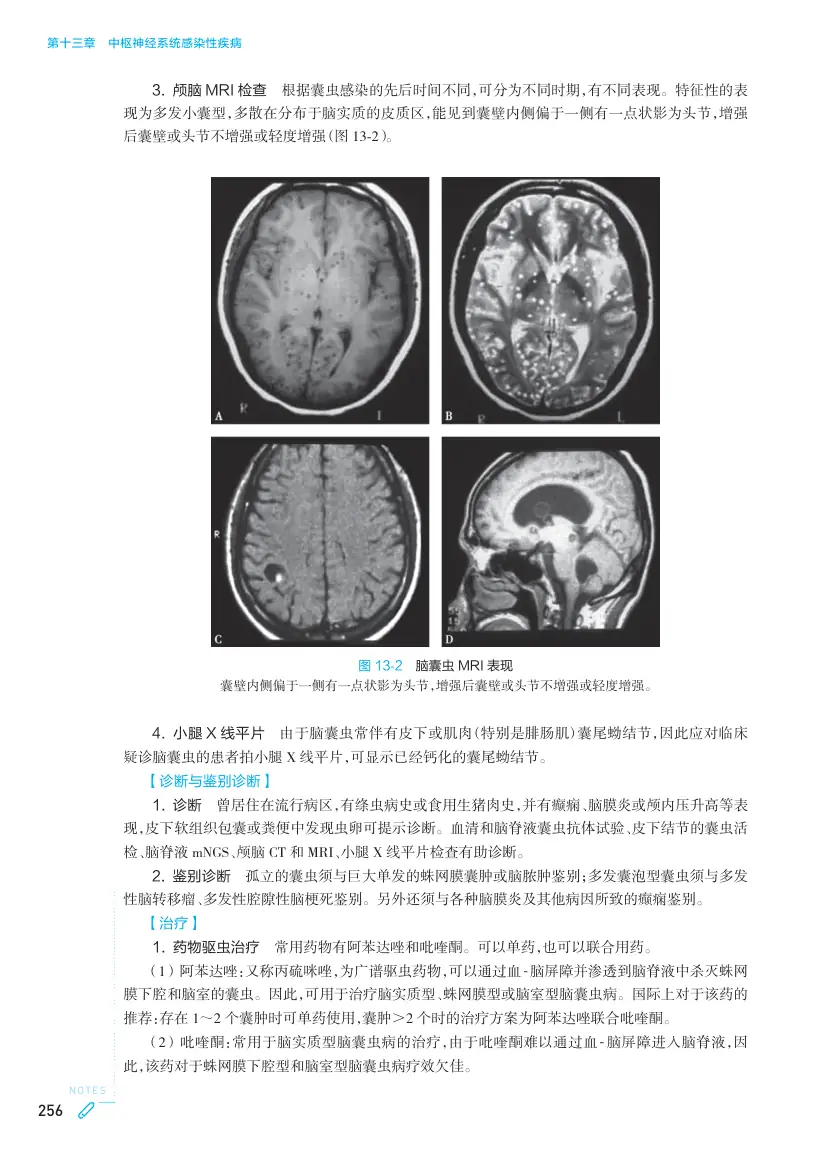 第十三章 中枢神经系统感染性疾病
3. 颅脑 MRI 检查 根据囊虫感染的先后时间不同,可分为不同时期,有不同表现。特征性的表
现为多发小囊型,多散在分布于脑实质的皮质区,能见到囊壁内侧偏于一侧有一点状影为头节,增强
后囊壁或头节不增强或轻度增强(图 13-2)。
A R I
B R L
R
C
D
图 13-2 脑囊虫 MRI 表现
囊壁内侧偏于一侧有一点状影为头节,增强后囊壁或头节不增强或轻度增强。
4. 小腿 X 线平片 由于脑囊虫常伴有皮下或肌肉(特别是腓肠肌)囊尾蚴结节,因此应对临床
疑诊脑囊虫的患者拍小腿 X 线平片,可显示已经钙化的囊尾蚴结节。
【诊断与鉴别诊断】
1. 诊断 曾居住在流行病区,有绦虫病史或食用生猪肉史,并有癫痫、脑膜炎或颅内压升高等表
现,皮下软组织包囊或粪便中发现虫卵可提示诊断。血清和脑脊液囊虫抗体试验、皮下结节的囊虫活
检、脑脊液 mNGS、颅脑 CT 和 MRI、小腿 X 线平片检查有助诊断。
2. 鉴别诊断 孤立的囊虫须与巨大单发的蛛网膜囊肿或脑脓肿鉴别;多发囊泡型囊虫须与多发
性脑转移瘤、多发性腔隙性脑梗死鉴别。另外还须与各种脑膜炎及其他病因所致的癫痫鉴别。
【治疗】
1. 药物驱虫治疗 常用药物有阿苯达唑和吡喹酮。可以单药,也可以联合用药。
(1)阿苯达唑:又称丙硫咪唑,为广谱驱虫药物,可以通过血-脑屏障并渗透到脑脊液中杀灭蛛网
膜下腔和脑室的囊虫。因此,可用于治疗脑实质型、蛛网膜型或脑室型脑囊虫病。国际上对于该药的
推荐:存在 1~2 个囊肿时可单药使用,囊肿>2 个时的治疗方案为阿苯达唑联合吡喹酮。
(2)吡喹酮:常用于脑实质型脑囊虫病的治疗,由于吡喹酮难以通过血-脑屏障进入脑脊液,因
此,该药对于蛛网膜下腔型和脑室型脑囊虫病疗效欠佳。
NOTES
256